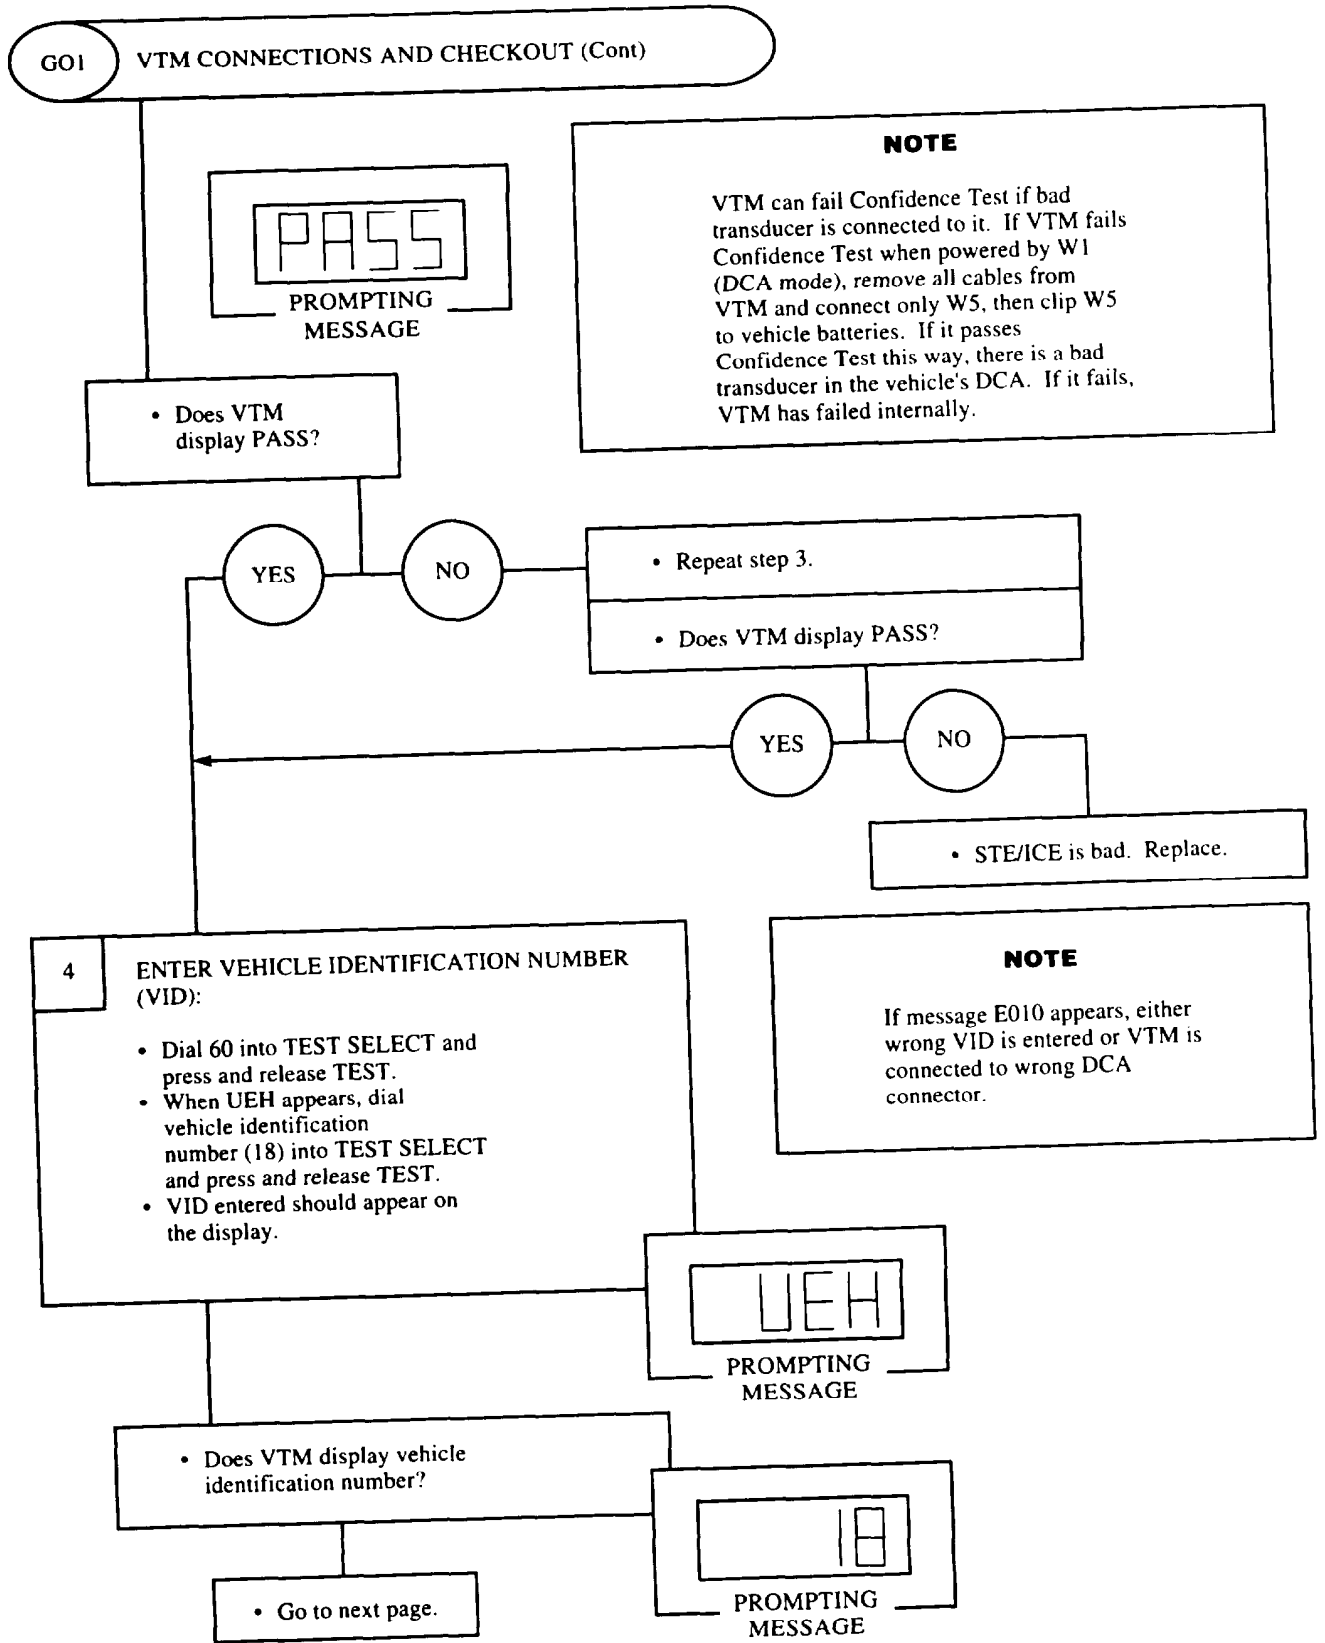 GO1
VTM CONNECTIONS AND CHECKOUT (Cont)
PASS
PROMPTING
MESSAGE
NOTE
VTM can fail Confidence Test if bad
transducer is connected to it. If VTM fails
Confidence Test when powered by W1
(DCA mode), remove all cables from
VTM and connect only W5, then clip W5
to vehicle batteries. If it passes
Confidence Test this way, there is a bad
transducer in the vehicle's DCA. If it fails,
VTM has failed internally.
• Does VTM
display PASS?
YES
NO
• Repeat step 3.
• Does VTM display PASS?
YES
NO
• STE/ICE is bad. Replace.
4
ENTER VEHICLE IDENTIFICATION NUMBER
(VID):
• Dial 60 into TEST SELECT and
press and release TEST.
• When UEH appears, dial
vehicle identification
number (18) into TEST SELECT
and press and release TEST.
• VID entered should appear on
the display.
NOTE
If message E010 appears, either
wrong VID is entered or VTM is
connected to wrong DCA
connector.
UEH
PROMPTING
MESSAGE
• Does VTM display vehicle
identification number?
18
PROMPTING
MESSAGE
• Go to next page.